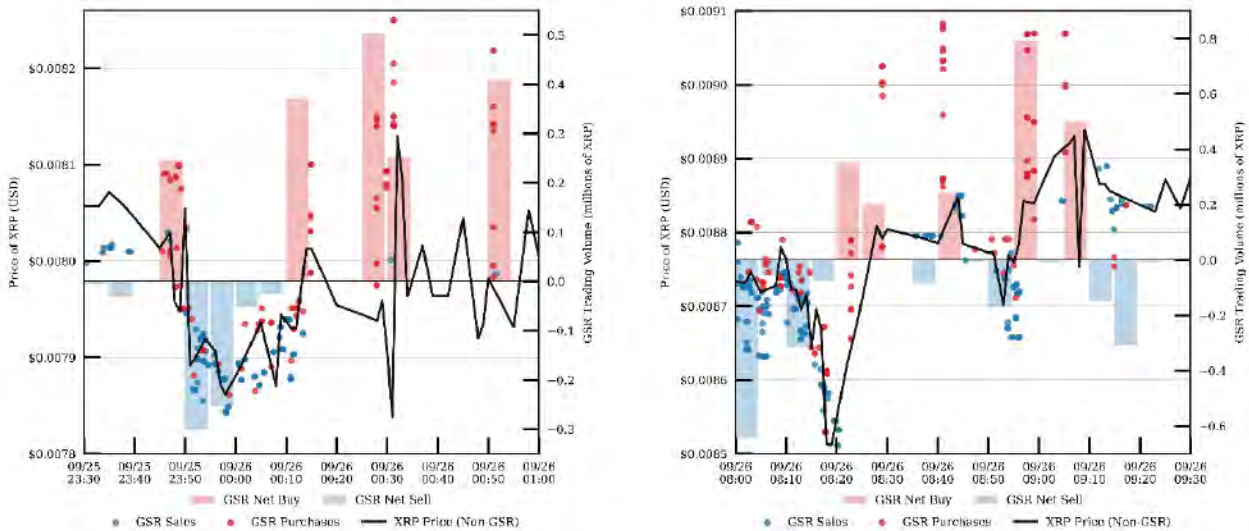 $0.0082
$0.0081
$0.0080
$0.0079
$0.0078
Price of XRP (USD)
0.5
0.4
0.3
0.2
0.1
0.0
−0.1
−0.2
−0.3
GSR Trading Volume (millions of XRP)
09/25 09/25 09/25 09/26 09/26 09/26 09/26 09/26 09/26 09/26
23:30 23:40 23:50 00:00 00:10 00:20 00:30 00:40 00:50 01:00
GSR Net Buy GSR Net Sell
GSR Sales GSR Purchases XRP Price (Non-GSR)
$0.0091
$0.0090
$0.0089
$0.0088
$0.0087
$0.0086
$0.0085
Price of XRP (USD)
0.8
0.6
0.4
0.2
0.0
−0.2
−0.4
−0.6
GSR Trading Volume (millions of XRP)
09/26 09/26 09/26 09/26 09/26 09/26 09/26 09/26 09/26 09/26
08:00 08:10 08:20 08:30 08:40 08:50 09:00 09:10 09:20 09:30
GSR Net Buy GSR Net Sell
GSR Sales GSR Purchases XRP Price (Non-GSR)